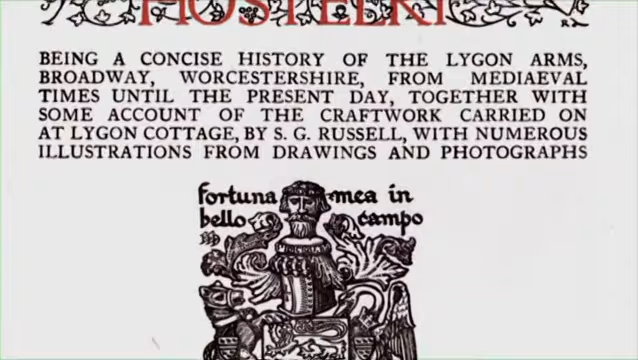 HOSTELRY
BEING A CONCISE HISTORY OF THE LYGON ARMS,
BROADWAY, WORCESTERSHIRE, FROM MEDIAEVAL
TIMES UNTIL THE PRESENT DAY, TOGETHER WITH
SOME ACCOUNT OF THE CRAFTWORK CARRIED ON
AT LYGON COTTAGE, BY S. G. RUSSELL, WITH NUMEROUS
ILLUSTRATIONS FROM DRAWINGS AND PHOTOGRAPHS
fortuna mea in
bello campo